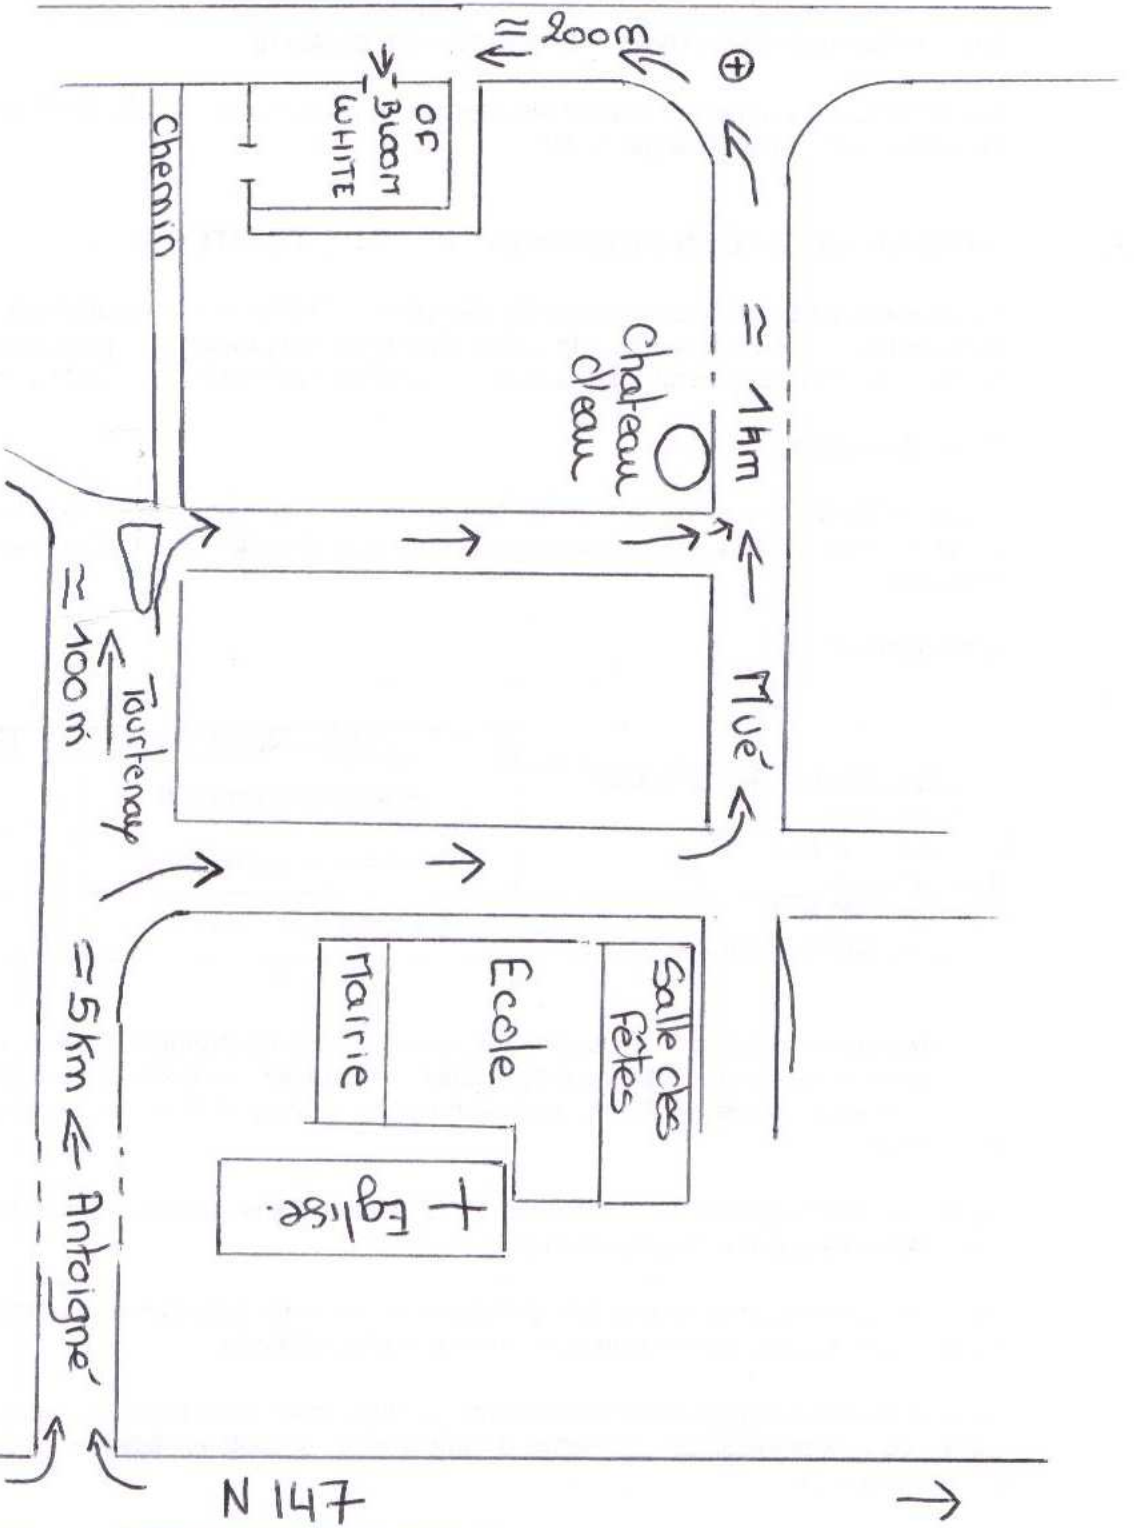 ≃ 200m
OF
BLOOM
WHITE
Chemin
≃ 1km
Chateau
d'eau
Mué
≃ 100m
Tourtenay
Salle des
fêtes
Ecole
Mairie
+ Eglise.
= 5km ← Antoigné
N 147